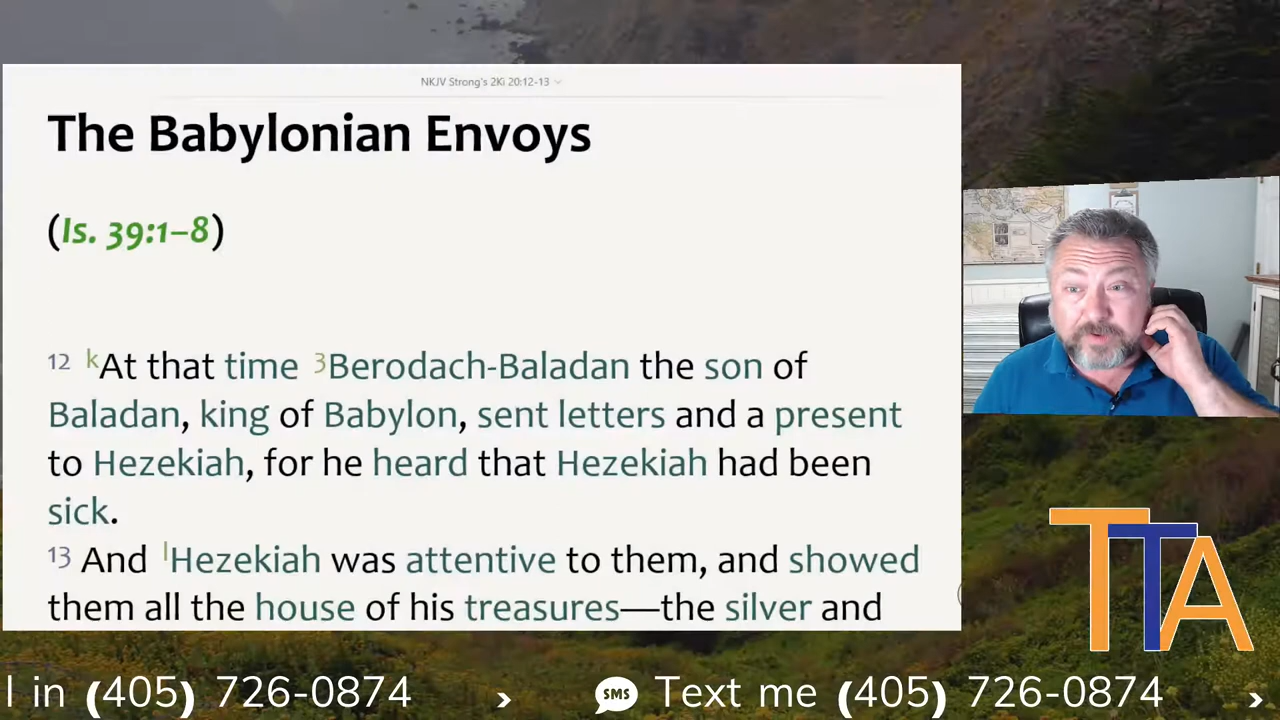 NKJV Strong's 2Ki 20:12-13
The Babylonian Envoys
(Is. 39:1–8)
12 kAt that time 3Berodach-Baladan the son of
Baladan, king of Babylon, sent letters and a present
to Hezekiah, for he heard that Hezekiah had been
sick.
13 And lHezekiah was attentive to them, and showed
them all the house of his treasures—the silver and
TTA
l in (405) 726-0874 › SMS Text me (405) 726-0874 ›